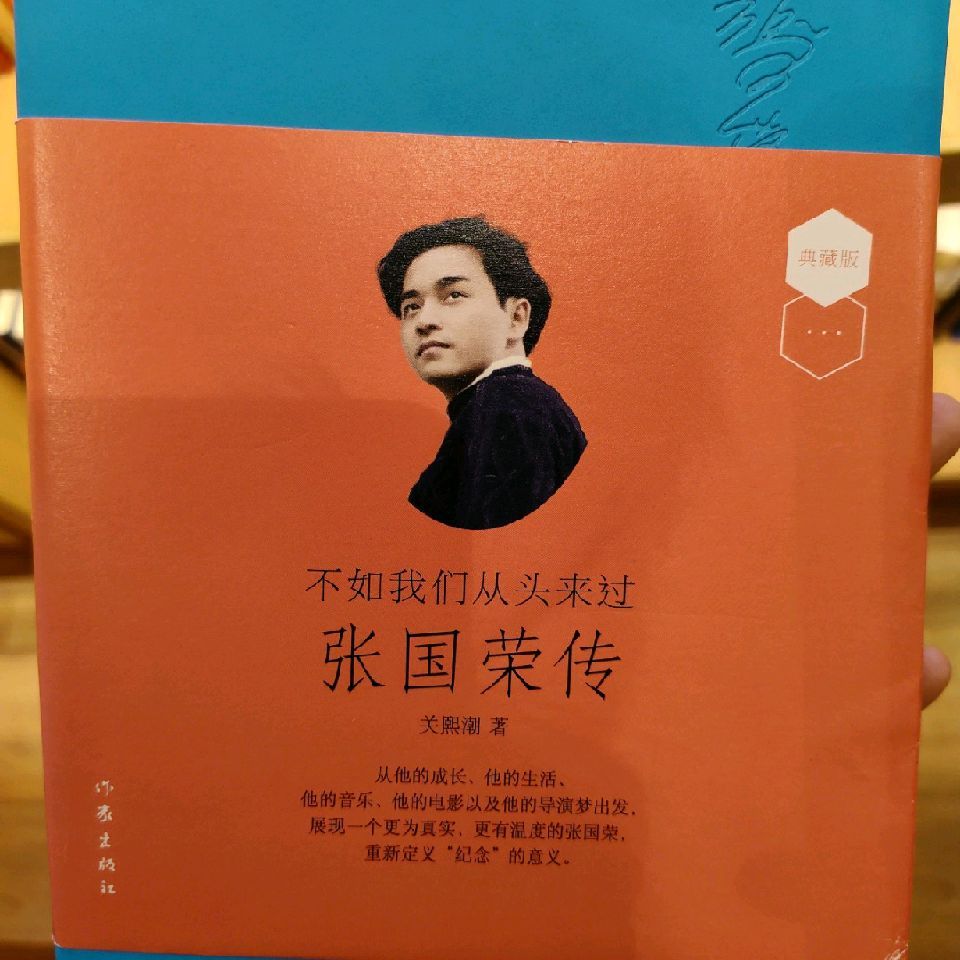 典藏版
...
不如我们从头来过
张国荣传
关熙潮 著
从他的成长、他的生活、
他的音乐、他的电影以及他的导演梦出发,
展现一个更为真实,更有温度的张国荣,
重新定义“纪念”的意义。
作家出版社